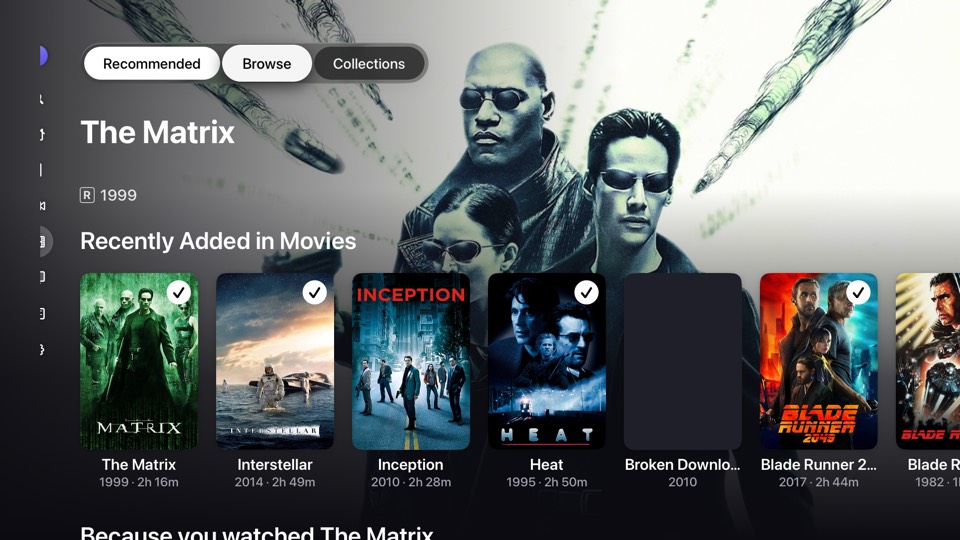 Recommended
Browse
Collections
The Matrix
R 1999
Recently Added in Movies
MATRIX
INTERSTELLAR
INCEPTION
HEAT
BLADE
RUNNER
2049
The Matrix
1999 · 2h 16m
Interstellar
2014 · 2h 49m
Inception
2010 · 2h 28m
Heat
1995 · 2h 50m
Broken Downlo...
2010
Blade Runner 2...
2017 · 2h 44m
Blade R
1982 · 1
Because you watched The Matrix